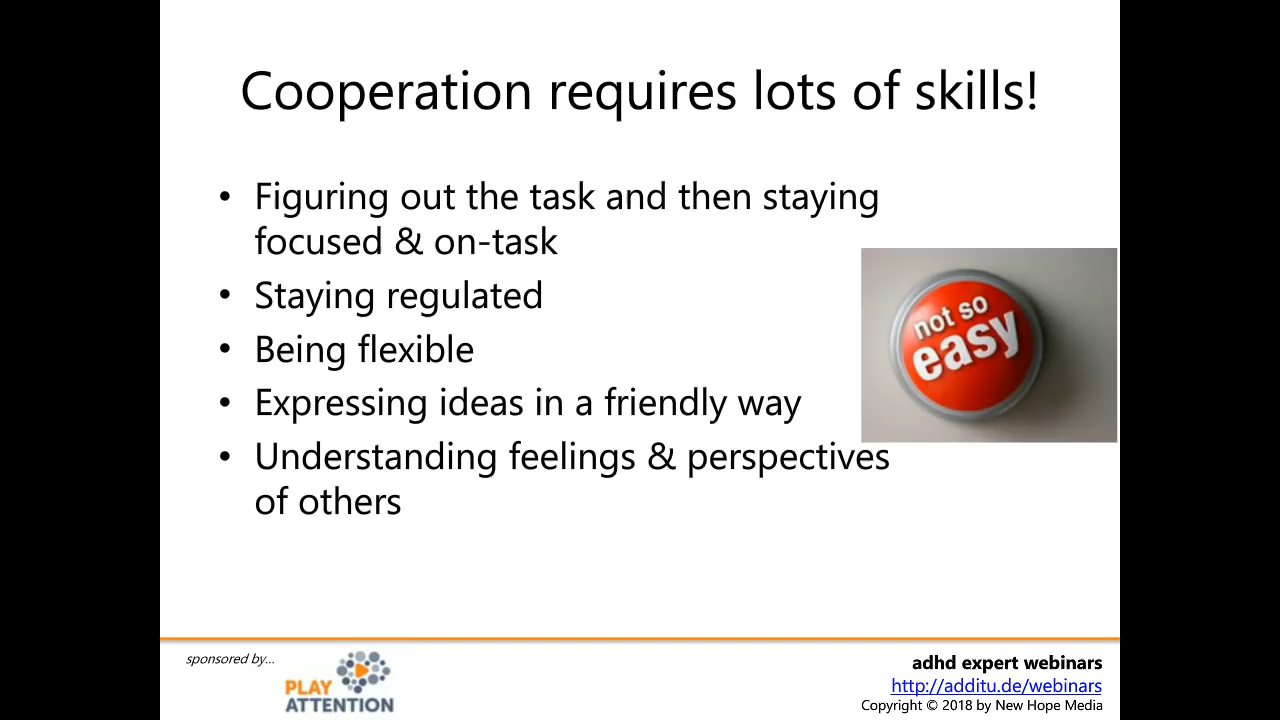 Cooperation requires lots of skills!
• Figuring out the task and then staying
focused & on-task
• Staying regulated
• Being flexible
• Expressing ideas in a friendly way
• Understanding feelings & perspectives
of others
not so
easy
sponsored by...
PLAY
ATTENTION
adhd expert webinars
http://additu.de/webinars
Copyright © 2018 by New Hope Media